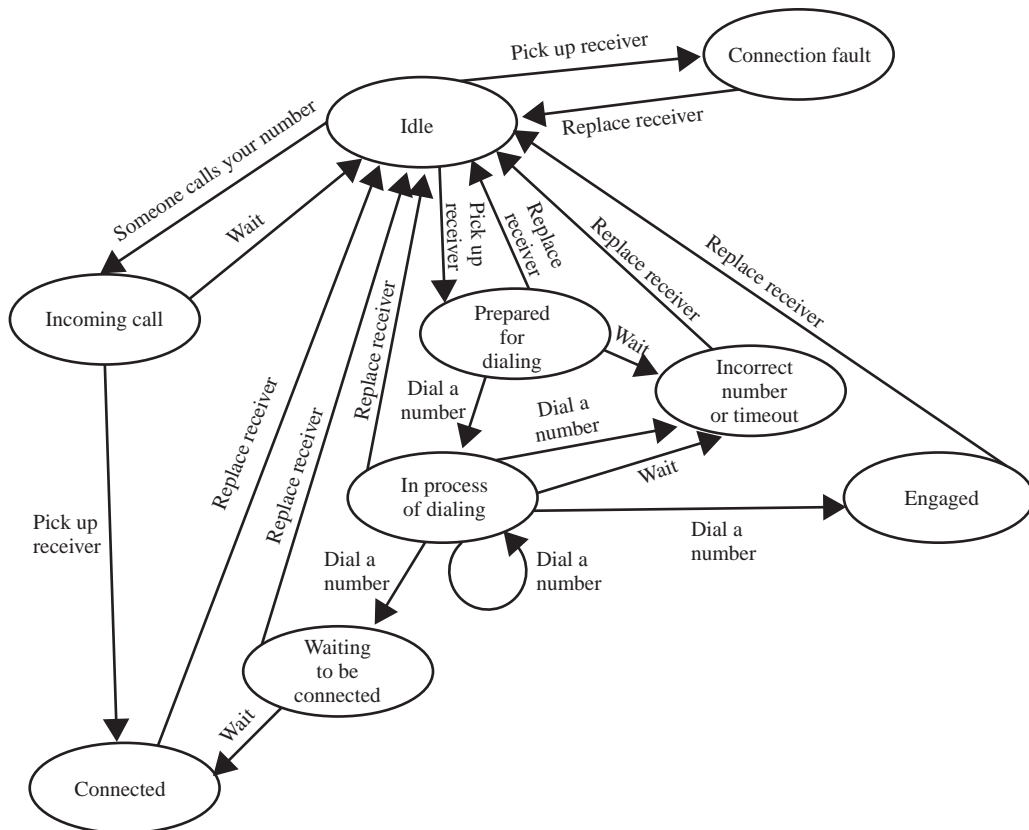 Pick up receiver
Connection fault
Idle
Replace receiver
Someone calls your number
Wait
Pick up
receiver
Replace
receiver
Replace receiver
Replace receiver
Incoming call
Prepared
for
dialing
Wait
Incorrect
number
or timeout
Replace receiver
Replace receiver
Replace receiver
Dial a
number
Dial a
number
In process
of dialing
Wait
Engaged
Pick up
receiver
Dial a
number
Dial a
number
Dial a
number
Waiting
to be
connected
Wait
Connected